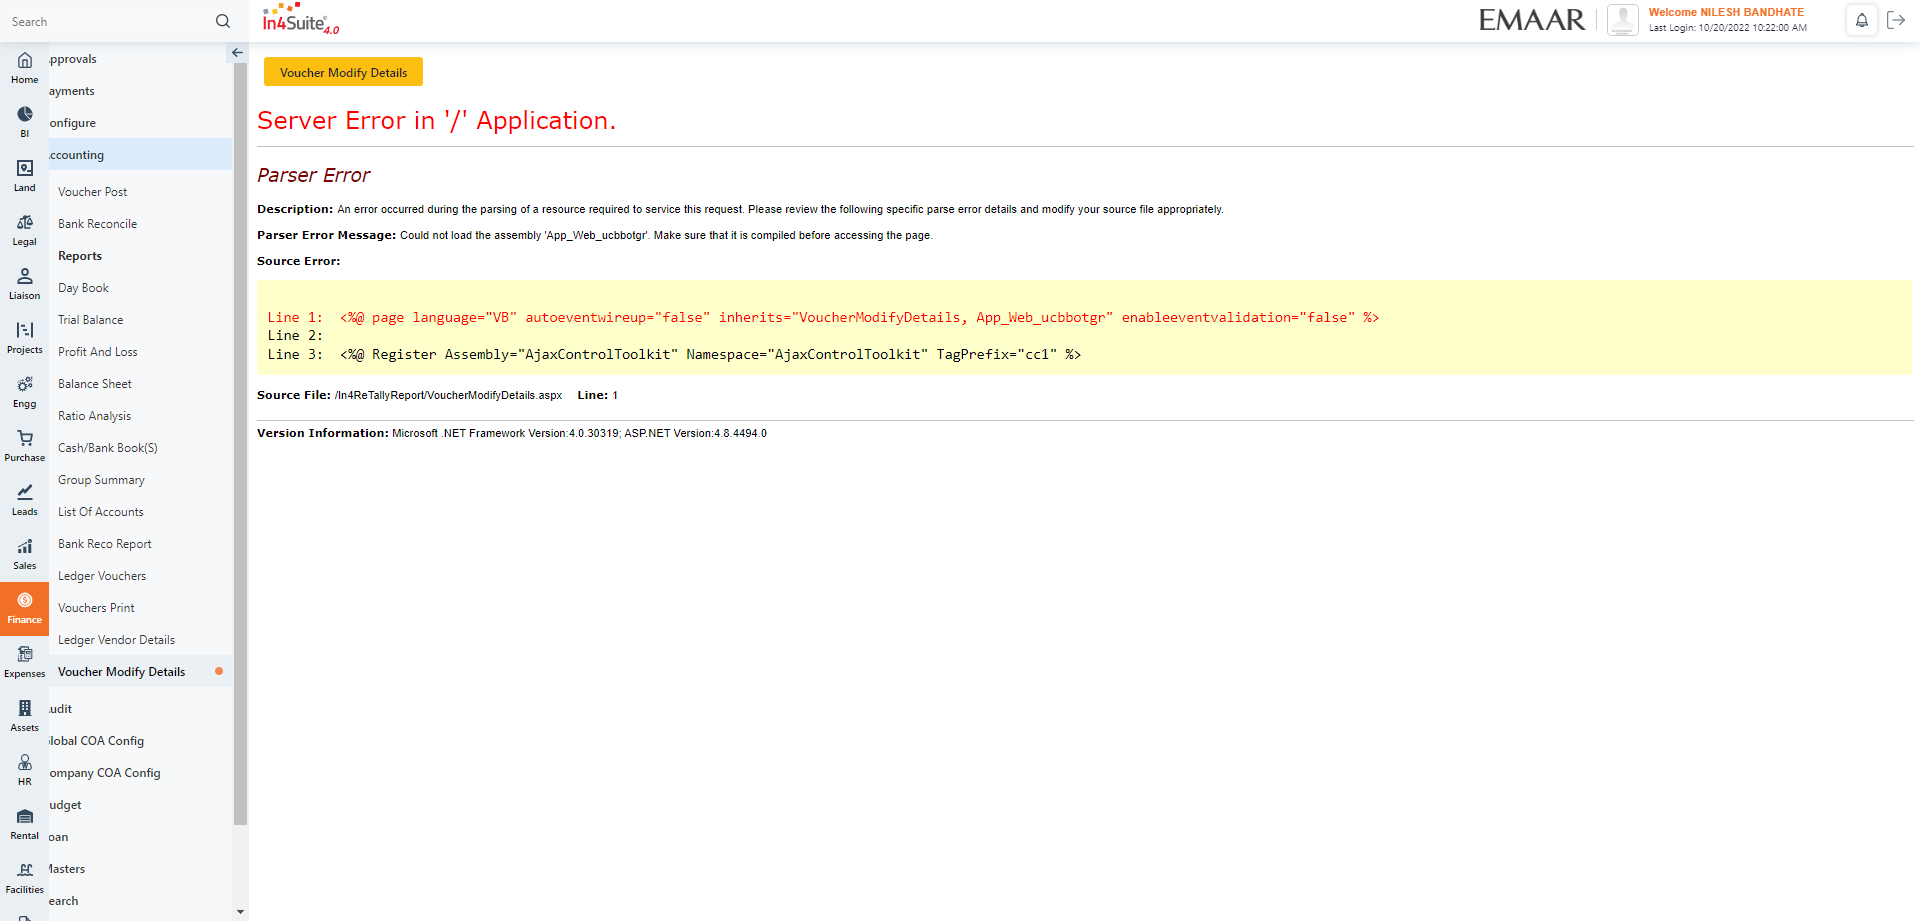 Search
In4Suite 4.0
EMAAR
Welcome NILESH BANDHATE
Last Login: 10/20/2022 10:22:00 AM
Home
BI
Land
Legal
Liaison
Projects
Engg
Purchase
Leads
Sales
Finance
Expenses
Assets
HR
Rental
Facilities
pprovals
ayments
onfigure
ccounting
Voucher Post
Bank Reconcile
Reports
Day Book
Trial Balance
Profit And Loss
Balance Sheet
Ratio Analysis
Cash/Bank Book(S)
Group Summary
List Of Accounts
Bank Reco Report
Ledger Vouchers
Vouchers Print
Ledger Vendor Details
Voucher Modify Details
udit
lobal COA Config
ompany COA Config
udget
oan
Masters
earch
Voucher Modify Details
Server Error in '/' Application.
Parser Error
Description: An error occurred during the parsing of a resource required to service this request. Please review the following specific parse error details and modify your source file appropriately.
Parser Error Message: Could not load the assembly 'App_Web_ucbbotgr'. Make sure that it is compiled before accessing the page.
Source Error:
Line 1:  <%@ page language="VB" autoeventwireup="false" inherits="VoucherModifyDetails, App_Web_ucbbotgr" enableeventvalidation="false" %>
Line 2:
Line 3:  <%@ Register Assembly="AjaxControlToolkit" Namespace="AjaxControlToolkit" TagPrefix="cc1" %>
Source File: /In4ReTallyReport/VoucherModifyDetails.aspx    Line: 1
Version Information: Microsoft .NET Framework Version:4.0.30319; ASP.NET Version:4.8.4494.0